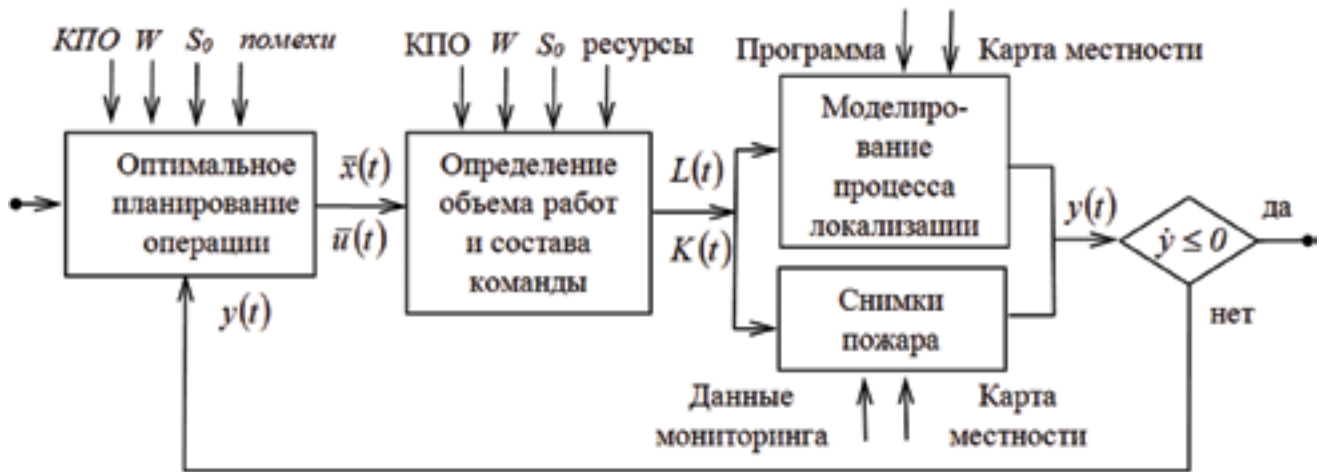 КПО W S₀ помехи
Оптимальное
планирование
операции
x̅(t)
u̅(t)
y(t)
КПО W S₀ ресурсы
Определение
объема работ
и состава
команды
L(t)
K(t)
Программа
Карта местности
Моделиро-
вание
процесса
локализации
Снимки
пожара
Данные
мониторинга
Карта
местности
y(t)
ẏ ≤ 0
да
нет